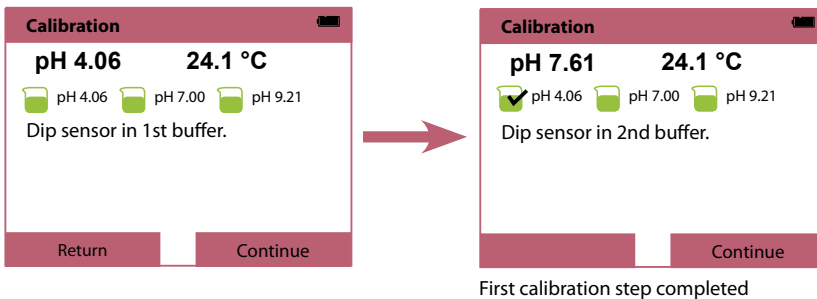 Calibration
pH 4.06 24.1 °C
pH 4.06 pH 7.00 pH 9.21
Dip sensor in 1st buffer.
Return Continue
Calibration
pH 7.61 24.1 °C
pH 4.06 pH 7.00 pH 9.21
Dip sensor in 2nd buffer.
Continue
First calibration step completed